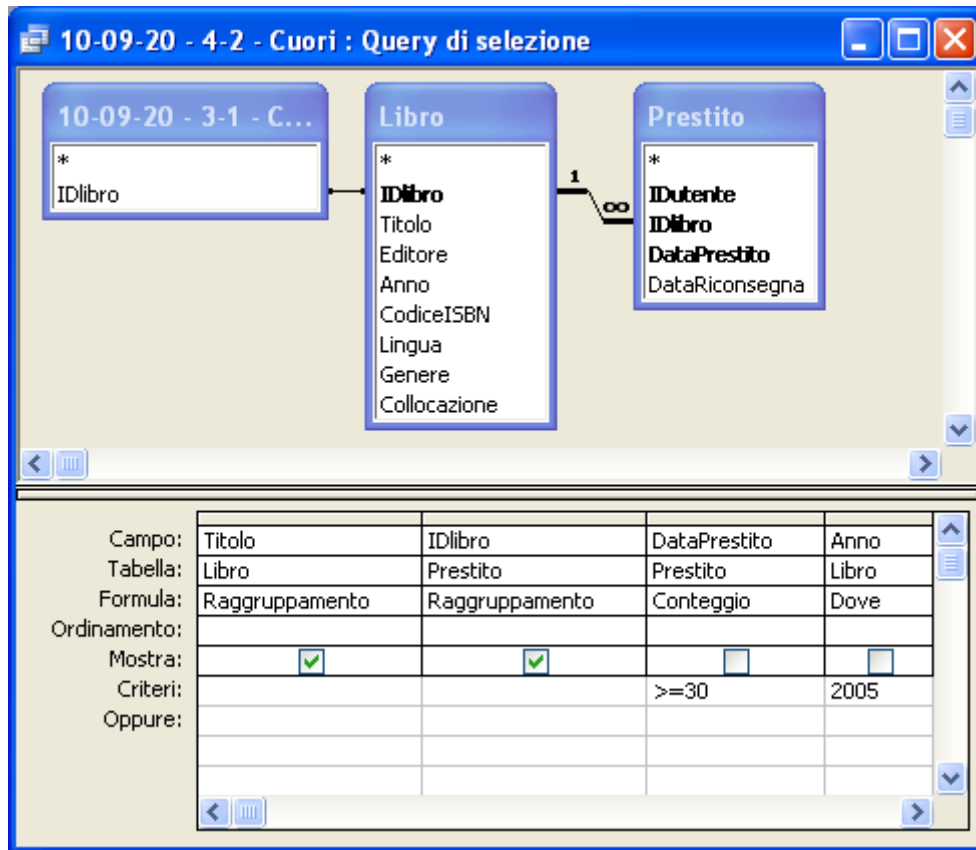 10-09-20 - 4-2 - Cuori : Query di selezione
10-09-20 - 3-1 - C...
*
IDlibro
Libro
*
IDlibro
Titolo
Editore
Anno
CodiceISBN
Lingua
Genere
Collocazione
1
∞
Prestito
*
IDutente
IDlibro
DataPrestito
DataRiconsegna
Campo: Titolo IDlibro DataPrestito Anno
Tabella: Libro Prestito Prestito Libro
Formula: Raggruppamento Raggruppamento Conteggio Dove
Ordinamento:
Mostra:
Criteri: >=30 2005
Oppure: